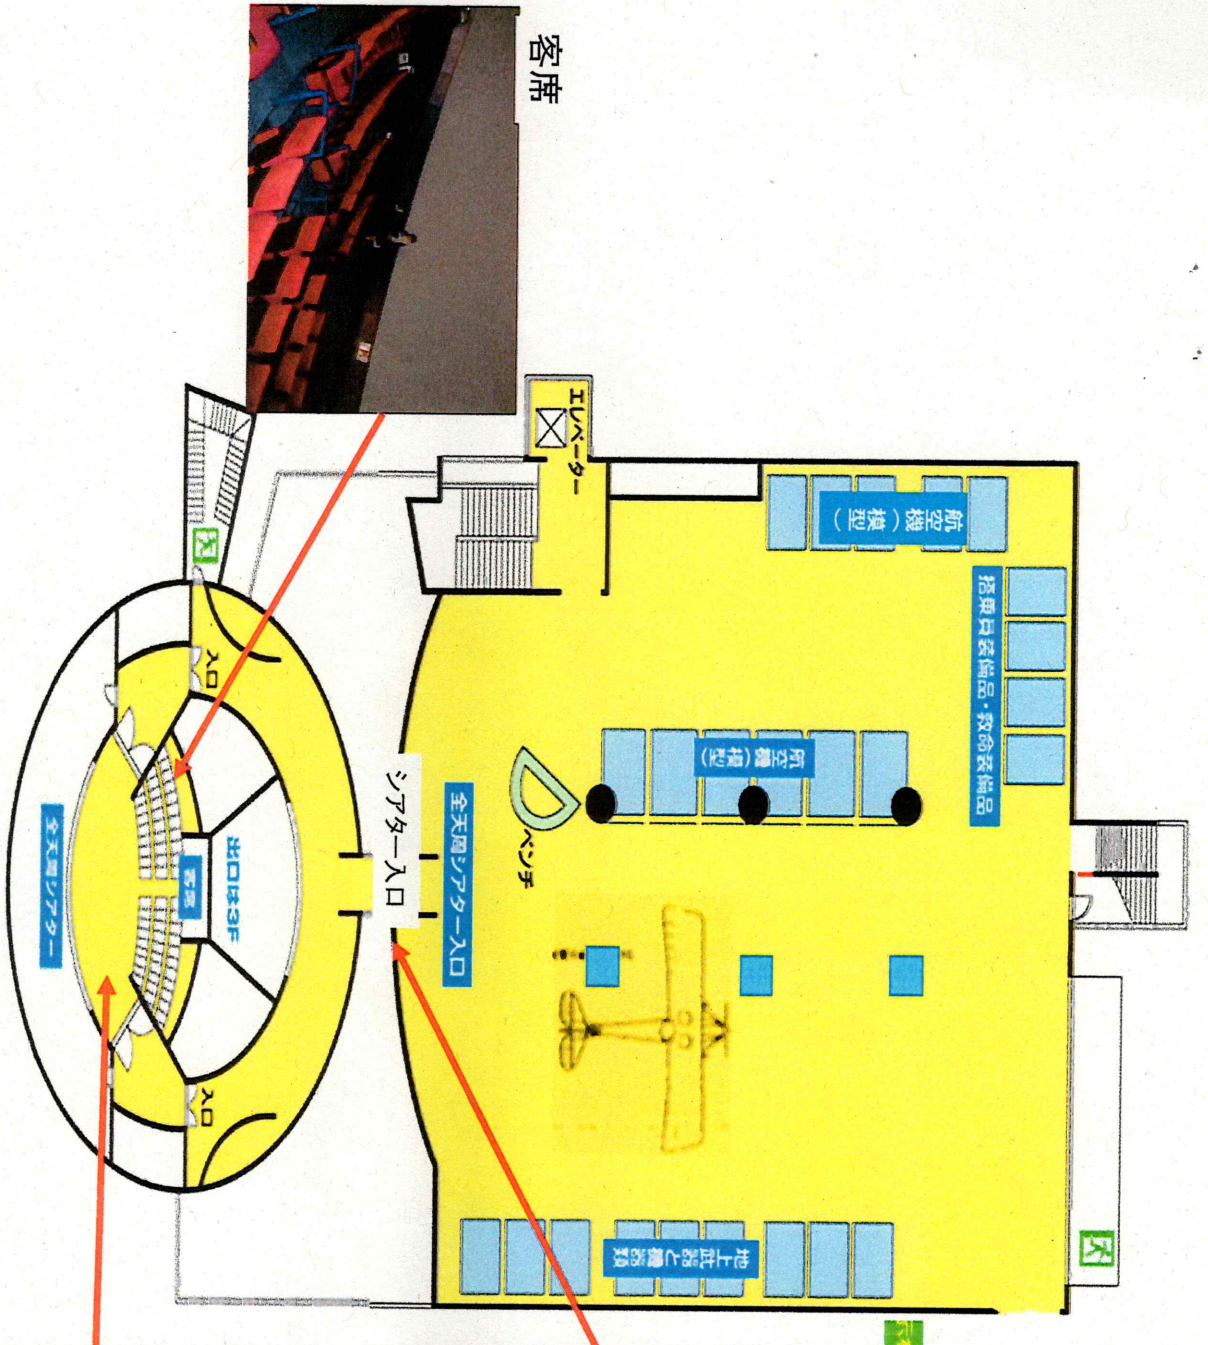 客席
エレベーター
航空機（模型）
搭乗員装備品・救命装備品
航空機(模型)
ベンチ
全天周シアター入口
シアター入口
入口
出口は3F
客席
全天周シアター
入口
地上武器と機器類